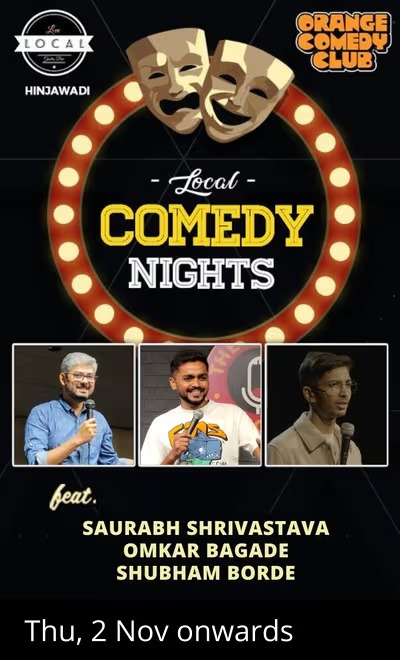 Live
LOCAL
HINJAWADI
ORANGE
COMEDY
CLUB
- Local -
COMEDY
NIGHTS
feat.
SAURABH SHRIVASTAVA
OMKAR BAGADE
SHUBHAM BORDE
Thu, 2 Nov onwards